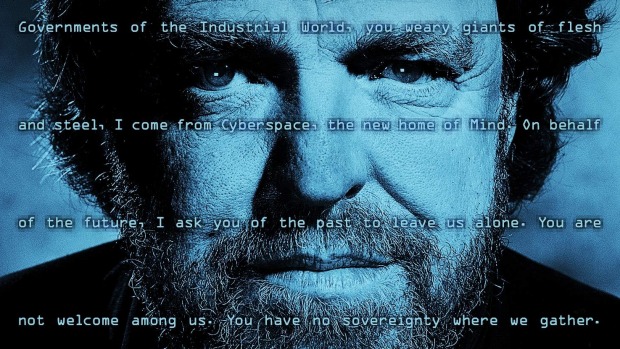 Governments of the Industrial World, you weary giants of flesh
and steel, I come from Cyberspace, the new home of Mind. On behalf
of the future, I ask you of the past to leave us alone. You are
not welcome among us. You have no sovereignty where we gather.